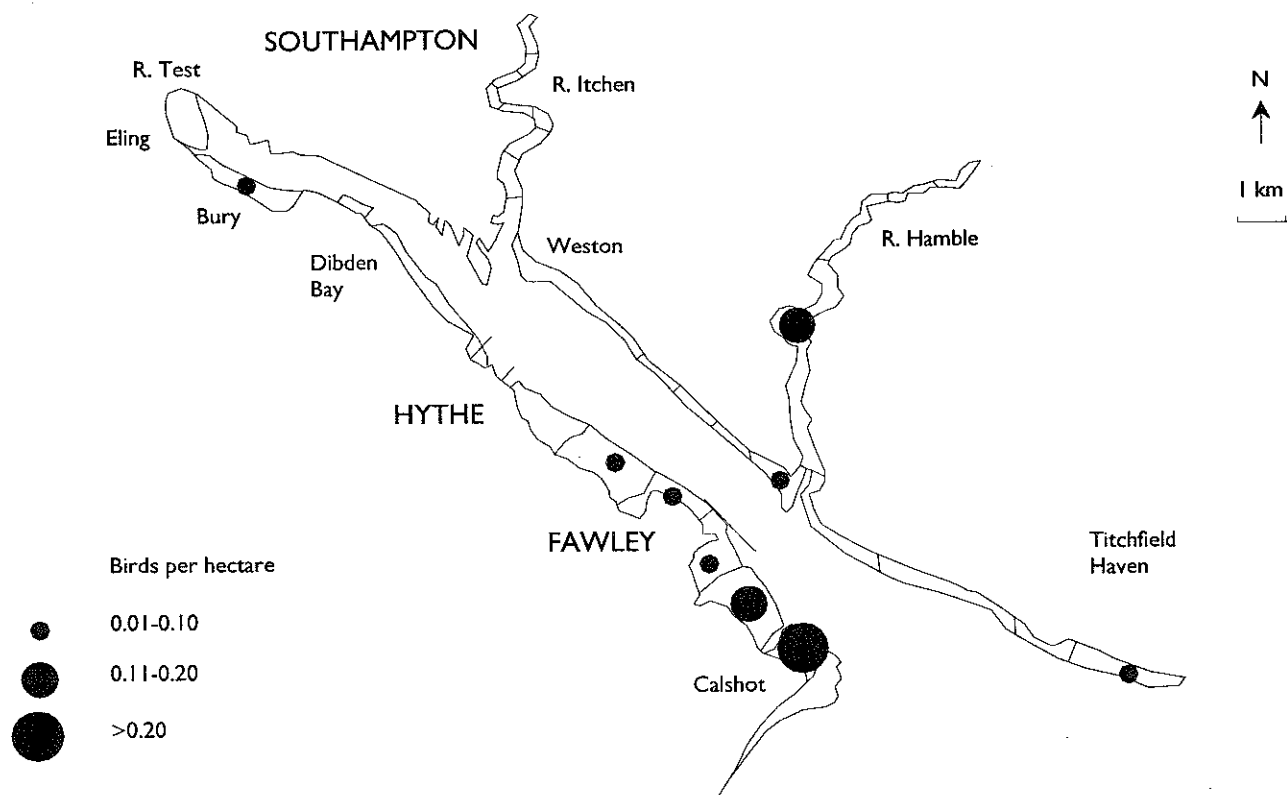 SOUTHAMPTON
R. Test
R. Itchen
N
Eling
1 km
Bury
Weston
R. Hamble
Dibden
Bay
HYTHE
FAWLEY
Titchfield
Haven
Calshot
Birds per hectare
0.01-0.10
0.11-0.20
>0.20